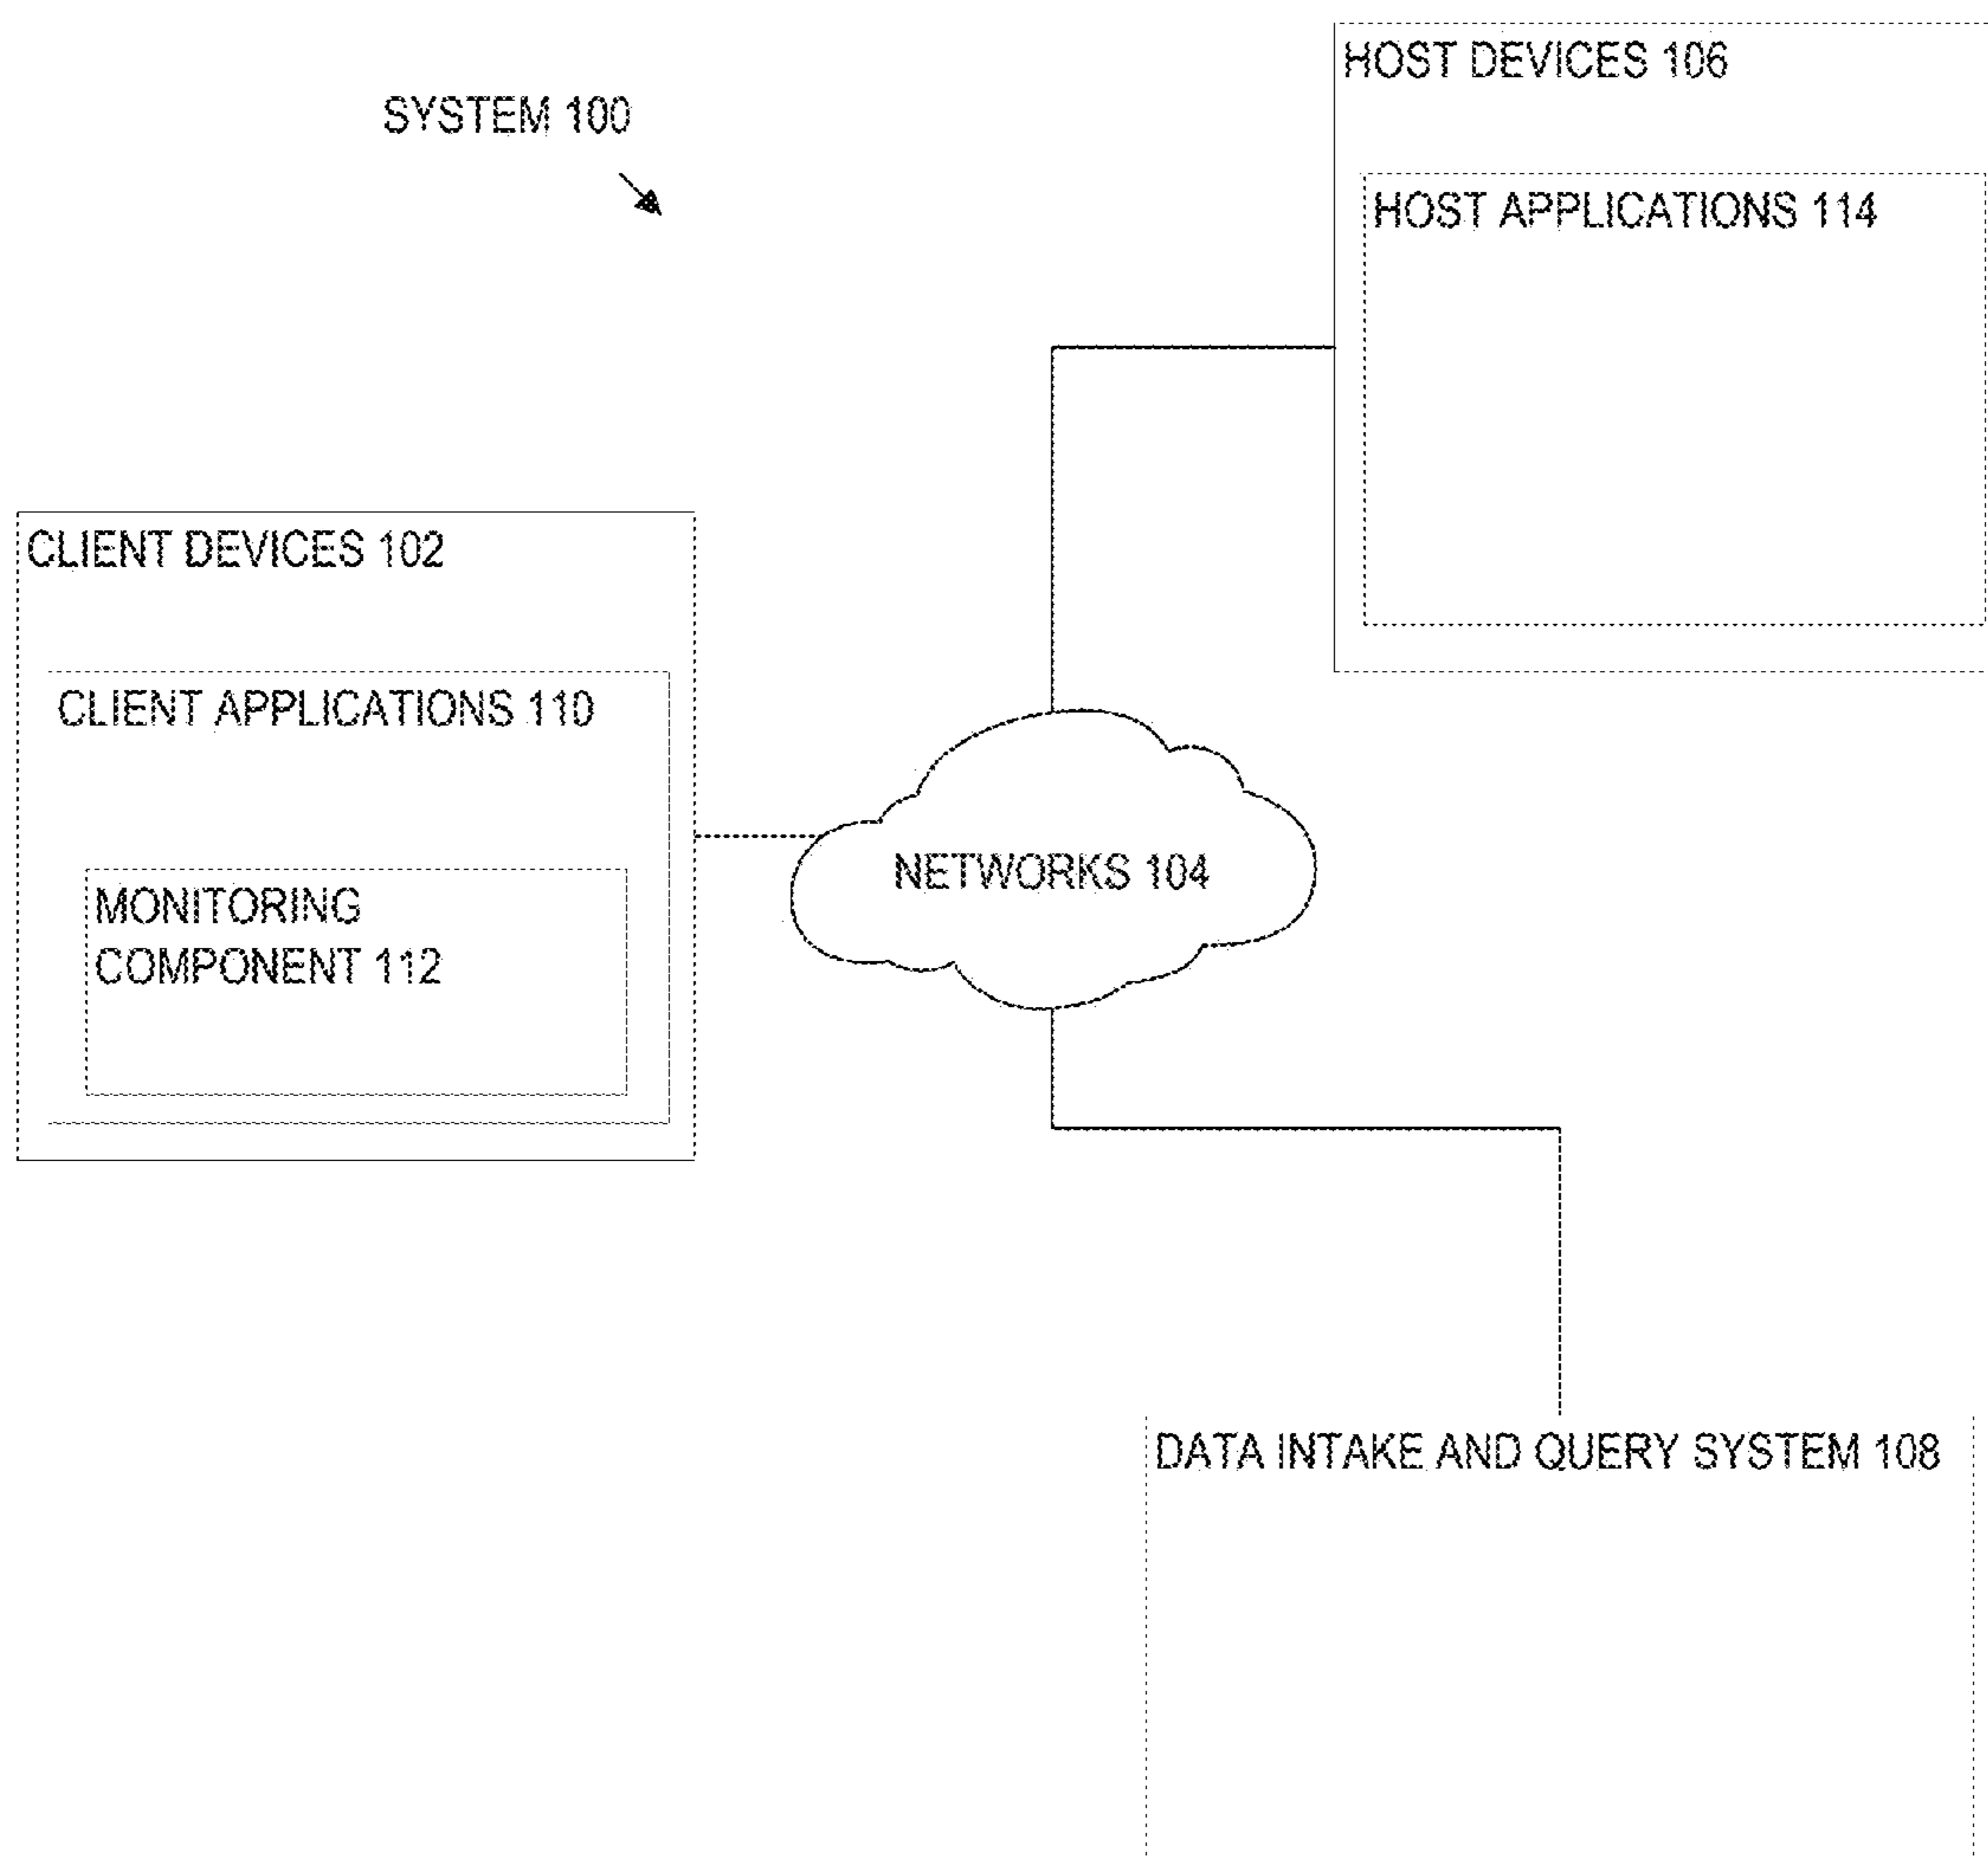 SYSTEM 100
HOST DEVICES 106
HOST APPLICATIONS 114
CLIENT DEVICES 102
CLIENT APPLICATIONS 110
MONITORING
COMPONENT 112
NETWORKS 104
DATA INTAKE AND QUERY SYSTEM 108